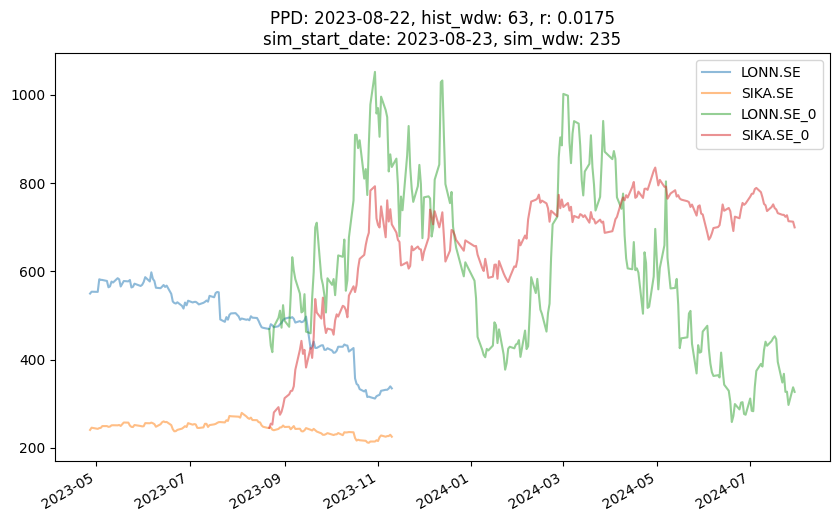 PPD: 2023-08-22, hist_wdw: 63, r: 0.0175
sim_start_date: 2023-08-23, sim_wdw: 235
LONN.SE
SIKA.SE
LONN.SE_0
SIKA.SE_0
1000
800
600
400
200
2023-05
2023-07
2023-09
2023-11
2024-01
2024-03
2024-05
2024-07